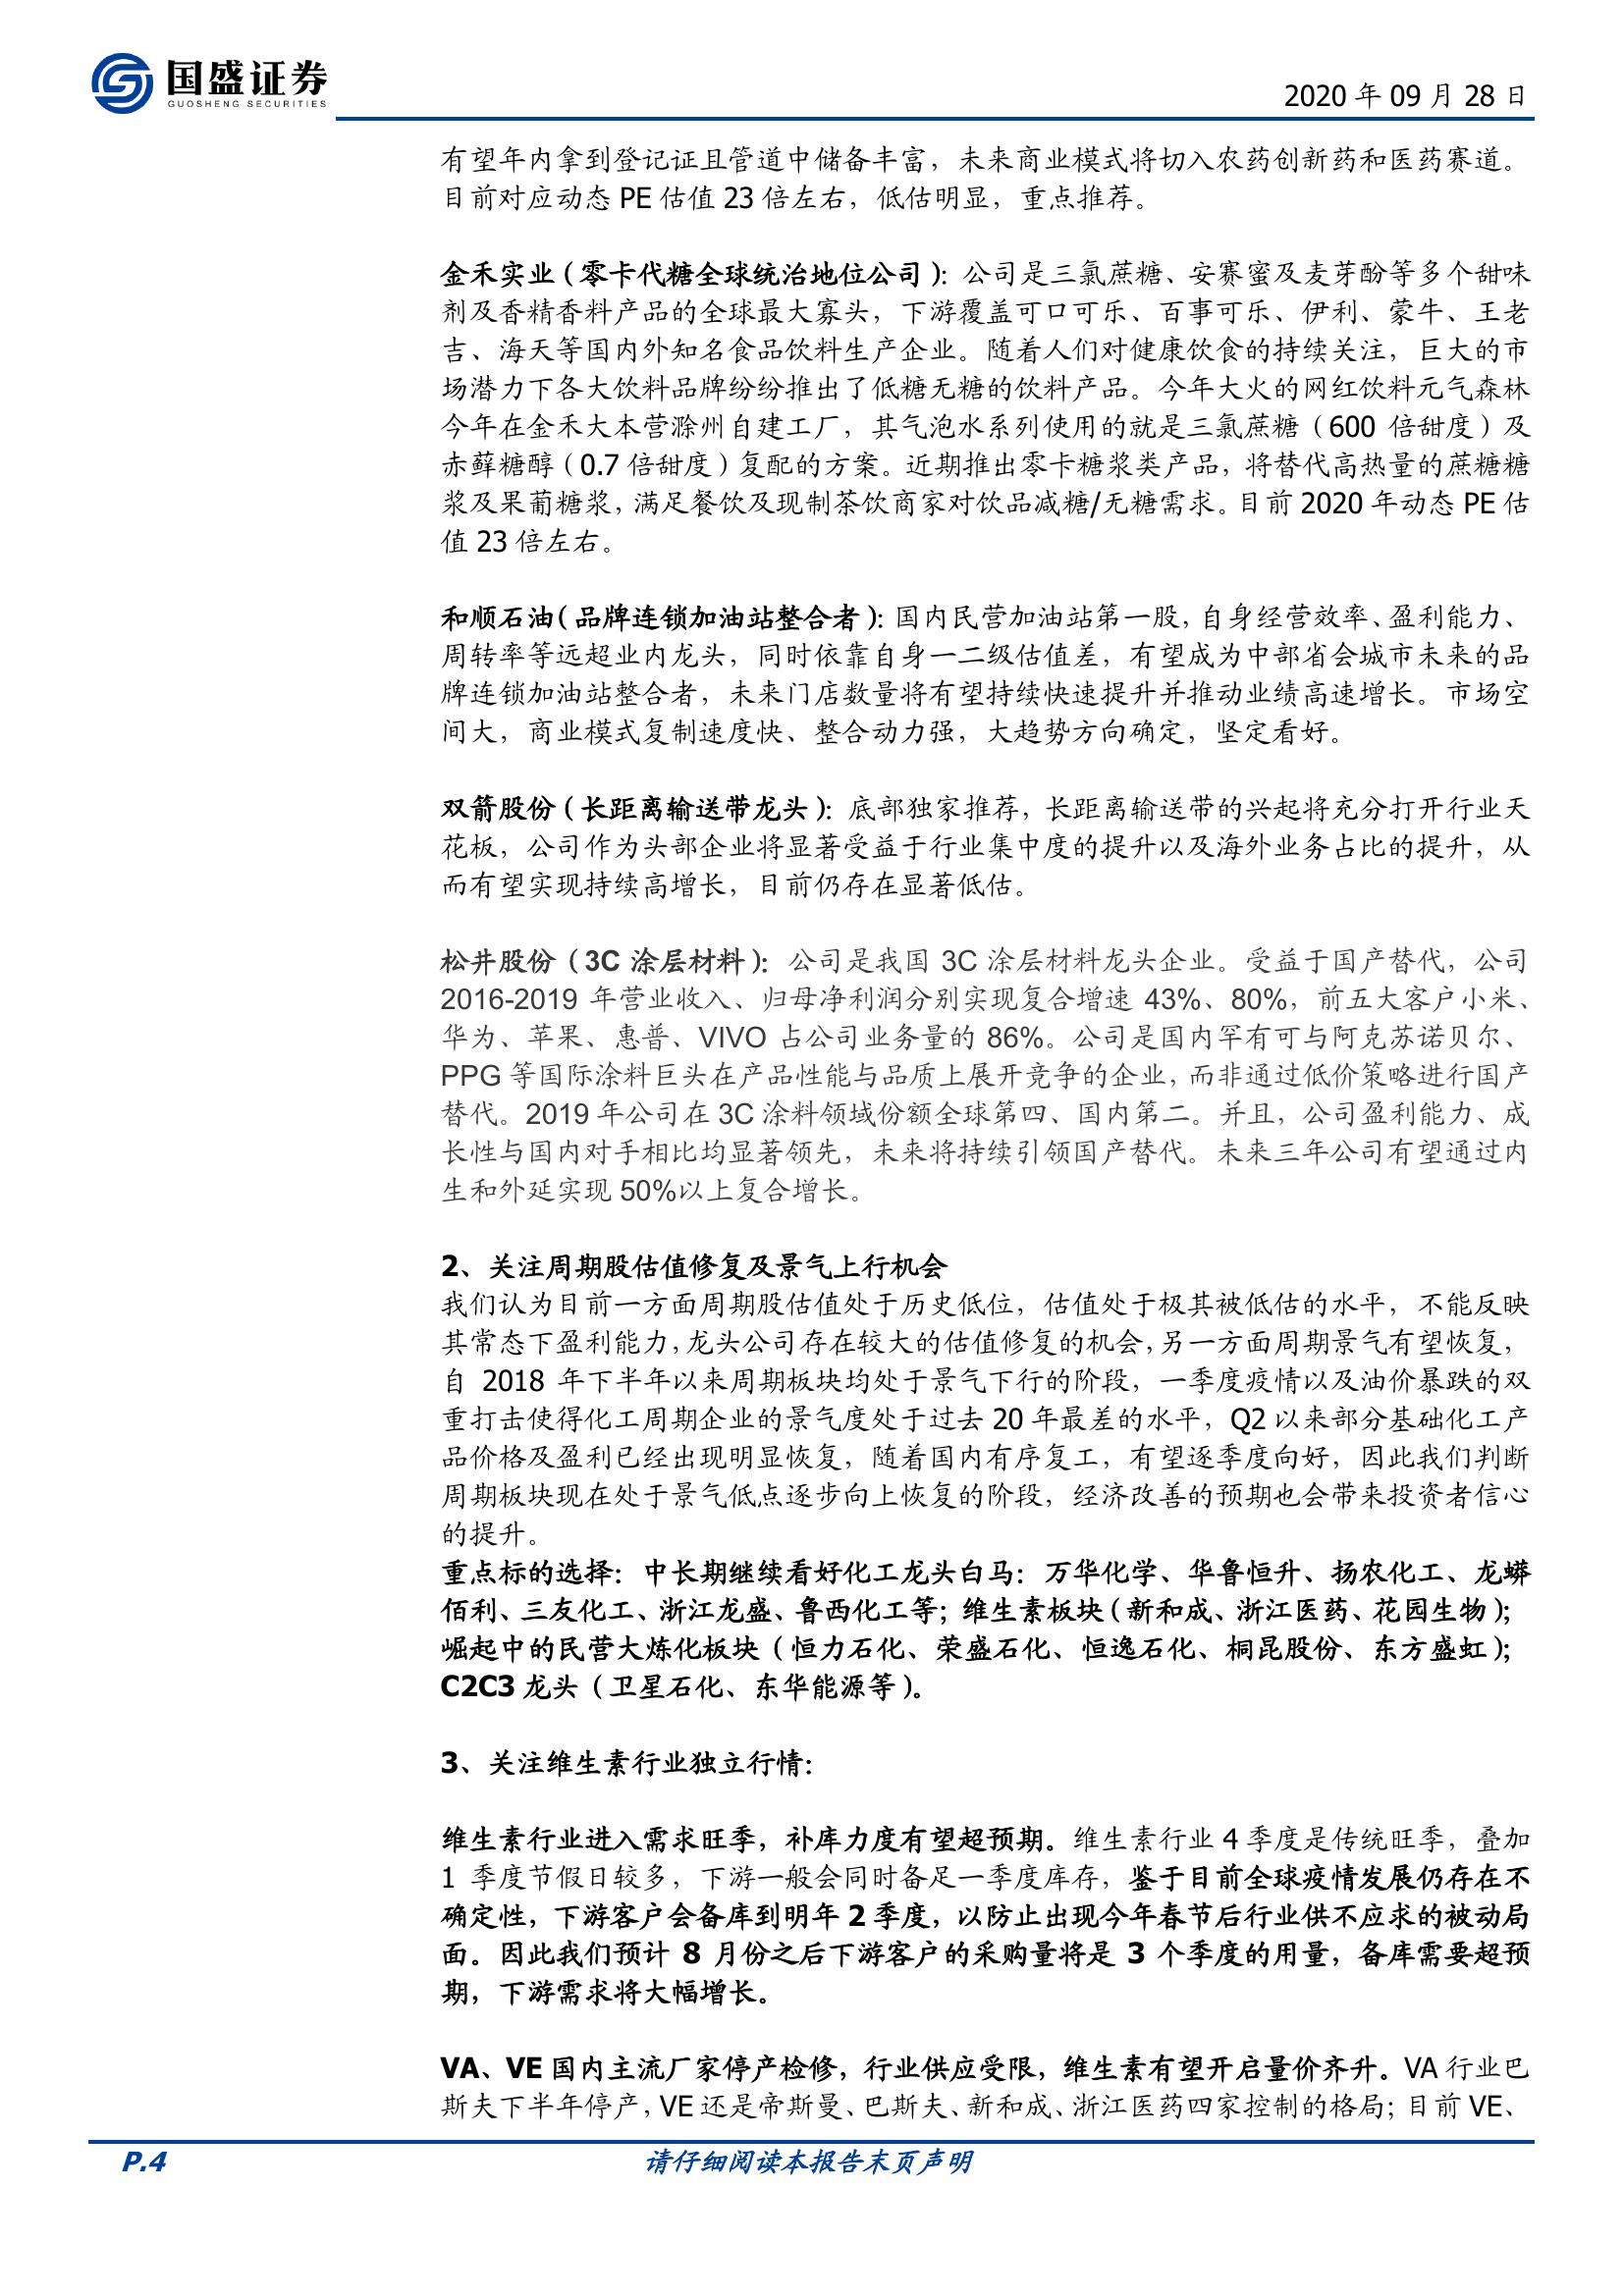 国盛证券
GUOSHENG SECURITIES
2020 年 09 月 28 日
有望年内拿到登记证且管道中储备丰富，未来商业模式将切入农药创新药和医药赛道。
目前对应动态 PE 估值 23 倍左右，低估明显，重点推荐。
金禾实业（零卡代糖全球统治地位公司）：公司是三氯蔗糖、安赛蜜及麦芽酚等多个甜味
剂及香精香料产品的全球最大寡头，下游覆盖可口可乐、百事可乐、伊利、蒙牛、王老
吉、海天等国内外知名食品饮料生产企业。随着人们对健康饮食的持续关注，巨大的市
场潜力下各大饮料品牌纷纷推出了低糖无糖的饮料产品。今年大火的网红饮料元气森林
今年在金禾大本营滁州自建工厂，其气泡水系列使用的就是三氯蔗糖（600 倍甜度）及
赤藓糖醇（0.7 倍甜度）复配的方案。近期推出零卡糖浆类产品，将替代高热量的蔗糖糖
浆及果葡糖浆，满足餐饮及现制茶饮商家对饮品减糖/无糖需求。目前 2020 年动态 PE 估
值 23 倍左右。
和顺石油（品牌连锁加油站整合者）：国内民营加油站第一股，自身经营效率、盈利能力、
周转率等远超业内龙头，同时依靠自身一二级估值差，有望成为中部省会城市未来的品
牌连锁加油站整合者，未来门店数量将有望持续快速提升并推动业绩高速增长。市场空
间大，商业模式复制速度快、整合动力强，大趋势方向确定，坚定看好。
双箭股份（长距离输送带龙头）：底部独家推荐，长距离输送带的兴起将充分打开行业天
花板，公司作为头部企业将显著受益于行业集中度的提升以及海外业务占比的提升，从
而有望实现持续高增长，目前仍存在显著低估。
松井股份（3C 涂层材料）：公司是我国 3C 涂层材料龙头企业。受益于国产替代，公司
2016-2019 年营业收入、归母净利润分别实现复合增速 43%、80%，前五大客户小米、
华为、苹果、惠普、VIVO 占公司业务量的 86%。公司是国内罕有可与阿克苏诺贝尔、
PPG 等国际涂料巨头在产品性能与品质上展开竞争的企业，而非通过低价策略进行国产
替代。2019 年公司在 3C 涂料领域份额全球第四、国内第二。并且，公司盈利能力、成
长性与国内对手相比均显著领先，未来将持续引领国产替代。未来三年公司有望通过内
生和外延实现 50%以上复合增长。
2、关注周期股估值修复及景气上行机会
我们认为目前一方面周期股估值处于历史低位，估值处于极其被低估的水平，不能反映
其常态下盈利能力，龙头公司存在较大的估值修复的机会，另一方面周期景气有望恢复，
自 2018 年下半年以来周期板块均处于景气下行的阶段，一季度疫情以及油价暴跌的双
重打击使得化工周期企业的景气度处于过去 20 年最差的水平，Q2 以来部分基础化工产
品价格及盈利已经出现明显恢复，随着国内有序复工，有望逐季度向好，因此我们判断
周期板块现在处于景气低点逐步向上恢复的阶段，经济改善的预期也会带来投资者信心
的提升。
重点标的选择：中长期继续看好化工龙头白马：万华化学、华鲁恒升、扬农化工、龙蟒
佰利、三友化工、浙江龙盛、鲁西化工等；维生素板块（新和成、浙江医药、花园生物）；
崛起中的民营大炼化板块（恒力石化、荣盛石化、恒逸石化、桐昆股份、东方盛虹）；
C2C3 龙头（卫星石化、东华能源等）。
3、关注维生素行业独立行情：
维生素行业进入需求旺季，补库力度有望超预期。维生素行业 4 季度是传统旺季，叠加
1 季度节假日较多，下游一般会同时备足一季度库存，鉴于目前全球疫情发展仍存在不
确定性，下游客户会备库到明年 2 季度，以防止出现今年春节后行业供不应求的被动局
面。因此我们预计 8 月份之后下游客户的采购量将是 3 个季度的用量，备库需要超预
期，下游需求将大幅增长。
VA、VE 国内主流厂家停产检修，行业供应受限，维生素有望开启量价齐升。VA 行业巴
斯夫下半年停产，VE 还是帝斯曼、巴斯夫、新和成、浙江医药四家控制的格局；目前 VE、
P.4
请仔细阅读本报告末页声明